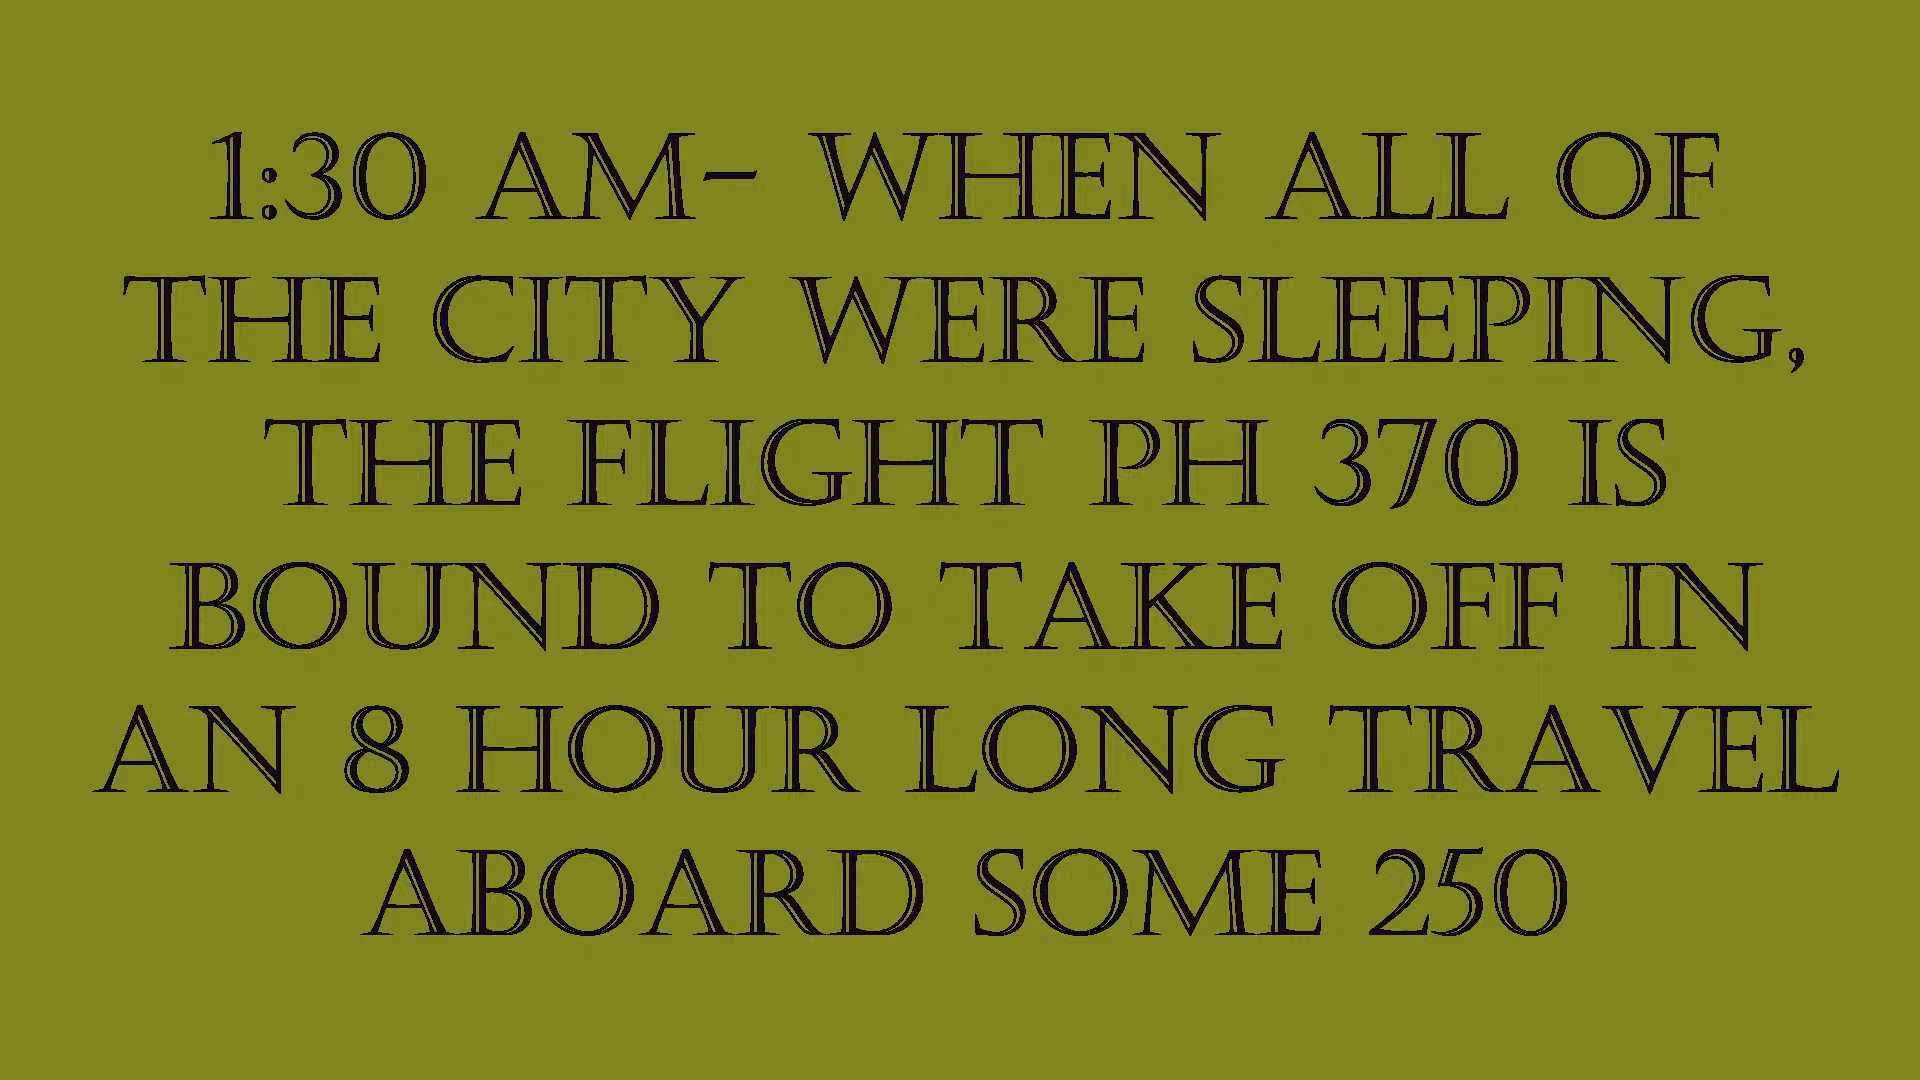 1:30 AM- WHEN ALL OF
THE CITY WERE SLEEPING,
THE FLIGHT PH 370 IS
BOUND TO TAKE OFF IN
AN 8 HOUR LONG TRAVEL
ABOARD SOME 250